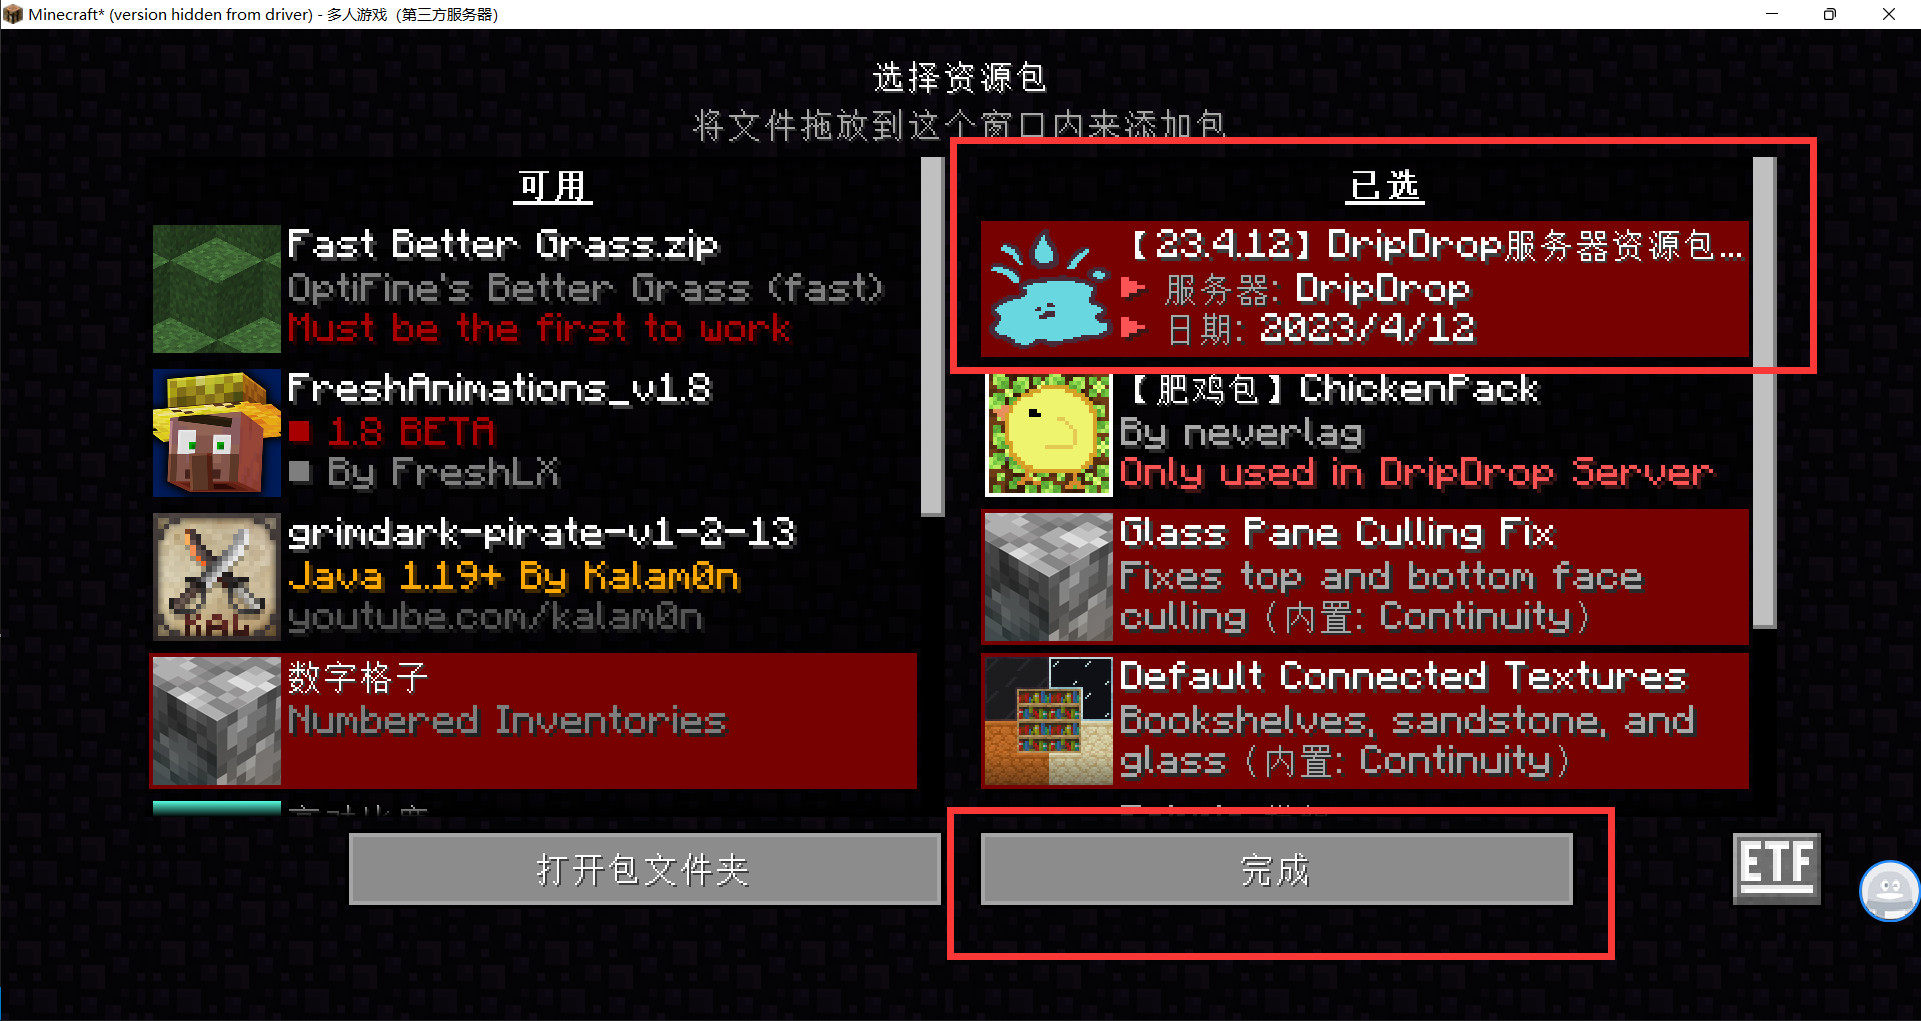 Minecraft* (version hidden from driver) - 多人游戏（第三方服务器）
选择资源包
将文件拖放到这个窗口内来添加包
可用
Fast Better Grass.zip
OptiFine's Better Grass (fast)
Must be the first to work
FreshAnimations_v1.8
1.8 BETA
By FreshLX
grimdark-pirate-v1-2-13
Java 1.19+ By Kalam0n
youtube.com/kalam0n
KAL
数字格子
Numbered Inventories
已选
【23.4.12】DripDrop服务器资源包...
服务器: DripDrop
日期: 2023/4/12
【肥鸡包】ChickenPack
By neverlag
Only used in DripDrop Server
Glass Pane Culling Fix
Fixes top and bottom face
culling（内置: Continuity）
Default Connected Textures
Bookshelves, sandstone, and
glass（内置: Continuity）
打开包文件夹
完成
ETF